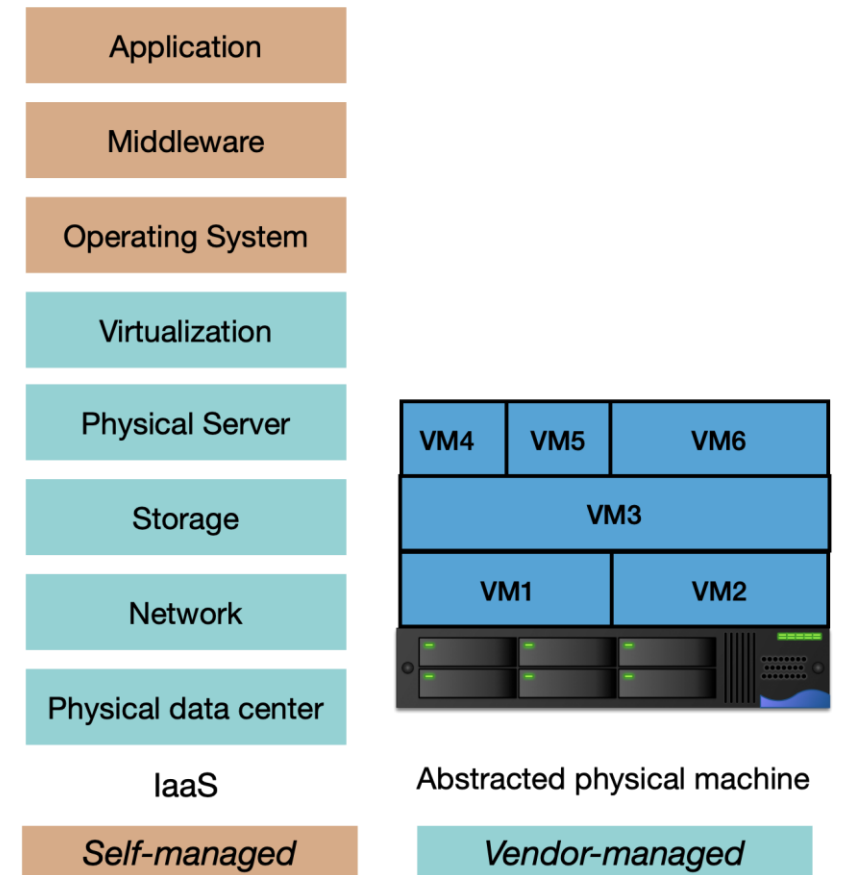 Application
Middleware
Operating System
Virtualization
Physical Server
Storage
Network
Physical data center
IaaS
Self-managed
VM4 VM5 VM6
VM3
VM1 VM2
Abstracted physical machine
Vendor-managed